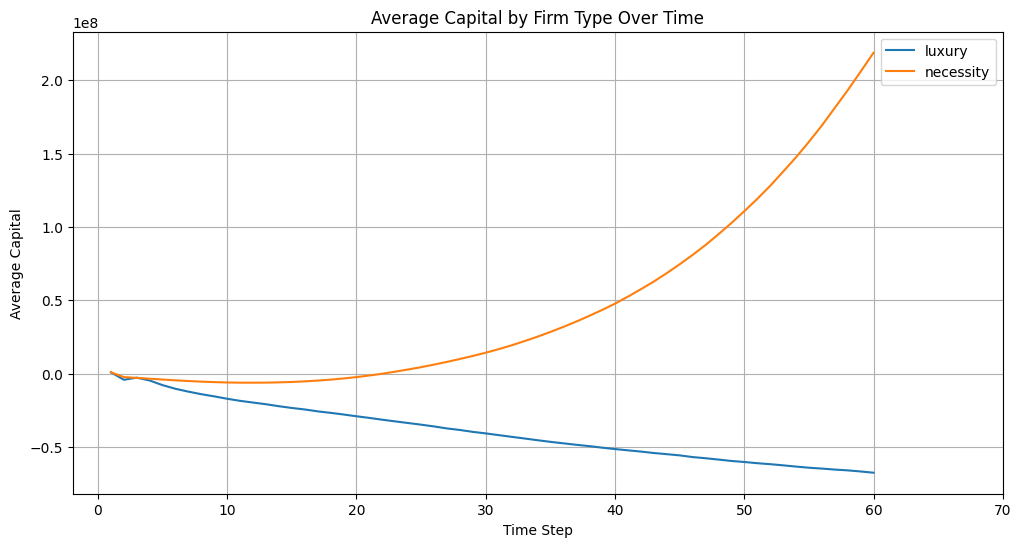 Average Capital by Firm Type Over Time
1e8
luxury
necessity
2.0
1.5
1.0
0.5
0.0
−0.5
Average Capital
0 10 20 30 40 50 60 70
Time Step